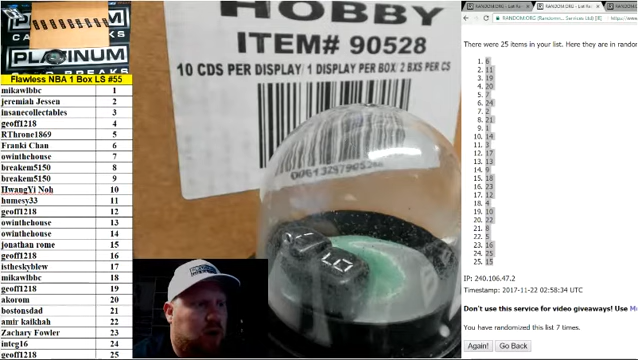 PLATINUM
Flawless NBA 1 Box LS #55
mikawlbbc 1
jeremiah Jessen 2
insanecollectables 3
geoff1218 4
RThrone1869 5
Franki Chan 6
owinthehouse 7
breakem5150 8
breakem5150 9
HwangYi Noh 10
humesy33 11
geoff1218 12
owinthehouse 13
owinthehouse 14
jonathan rome 15
geoff1218 16
istheskyblew 17
mikawlbbc 18
geoff1218 19
akorom 20
bostonsdad 21
amir kaikhah 22
Zachary Fowler 23
integ16 24
geoff1218 25
HOBBY
ITEM# 90528
10 CDS PER DISPLAY/ 1 DISPLAY PER BOX/ 2 BXS PER CS
There were 25 items in your list. Here they are in random
1. 6
2. 11
3. 19
4. 20
5. 7
6. 24
7. 2
8. 21
9. 1
10. 14
11. 3
12. 17
13. 13
14. 9
15. 18
16. 23
17. 12
18. 4
19. 10
20. 22
21. 8
22. 5
23. 16
24. 25
25. 15
IP: 240.106.47.2
Timestamp: 2017-11-22 02:58:34 UTC
Don't use this service for video giveaways! Use
You have randomized this list 7 times.
Again! Go Back